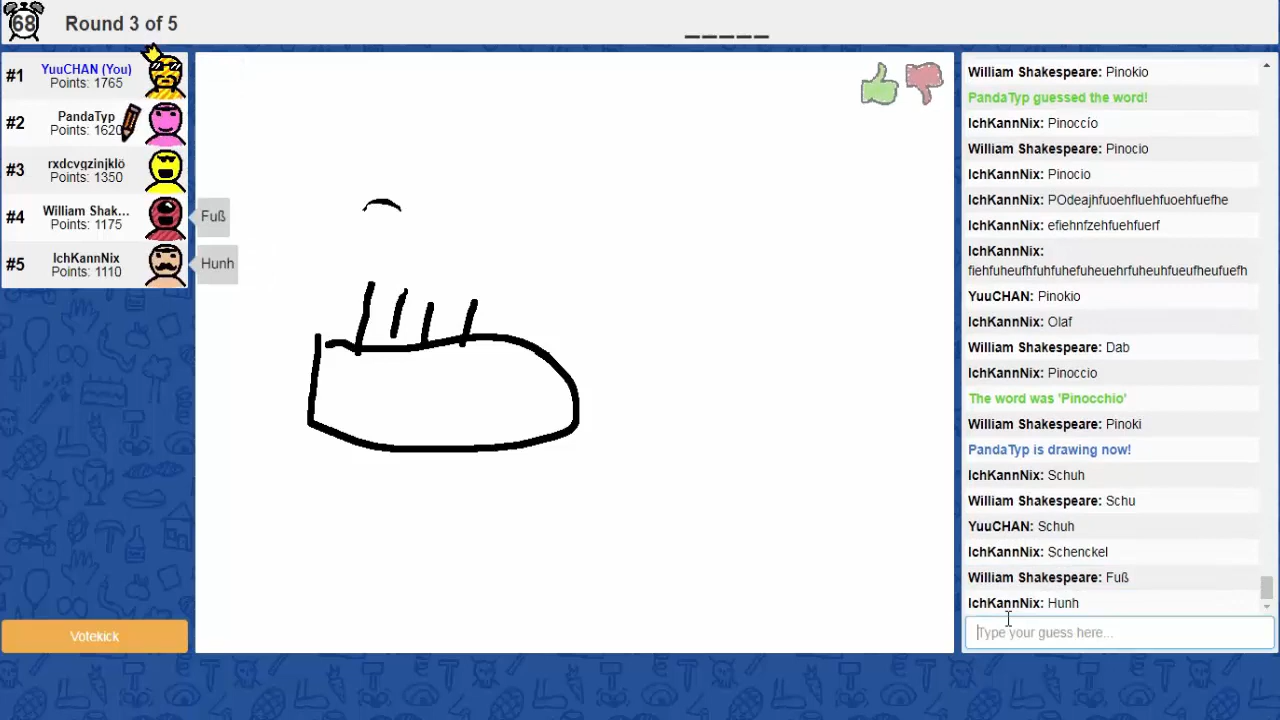 68
Round 3 of 5
_____
#1
YuuCHAN (You)
Points: 1765
#2
PandaTyp
Points: 1620
#3
rxdcvgzinjklö
Points: 1350
#4
William Shak...
Points: 1175
Fuß
#5
IchKannNix
Points: 1110
Hunh
Votekick
William Shakespeare: Pinokio
PandaTyp guessed the word!
IchKannNix: Pinoccío
William Shakespeare: Pinocio
IchKannNix: Pinocio
IchKannNix: POdeajhfuoehfluehfuoehfuefhe
IchKannNix: efiehnfzehfuehfuerf
IchKannNix:
fiehfuheufhfuhfuhefuheuehrfuheuhfueufheufuefh
YuuCHAN: Pinokio
IchKannNix: Olaf
William Shakespeare: Dab
IchKannNix: Pinoccio
The word was 'Pinocchio'
William Shakespeare: Pinoki
PandaTyp is drawing now!
IchKannNix: Schuh
William Shakespeare: Schu
YuuCHAN: Schuh
IchKannNix: Schenckel
William Shakespeare: Fuß
IchKannNix: Hunh
Type your guess here...